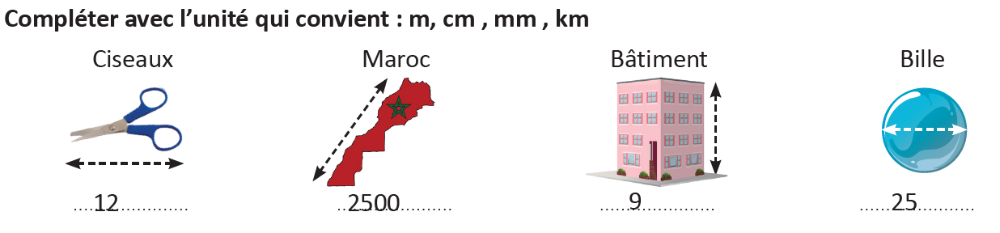 Compléter avec l’unité qui convient : m, cm , mm , km
Ciseaux Maroc Bâtiment Bille
12 2500 9 25